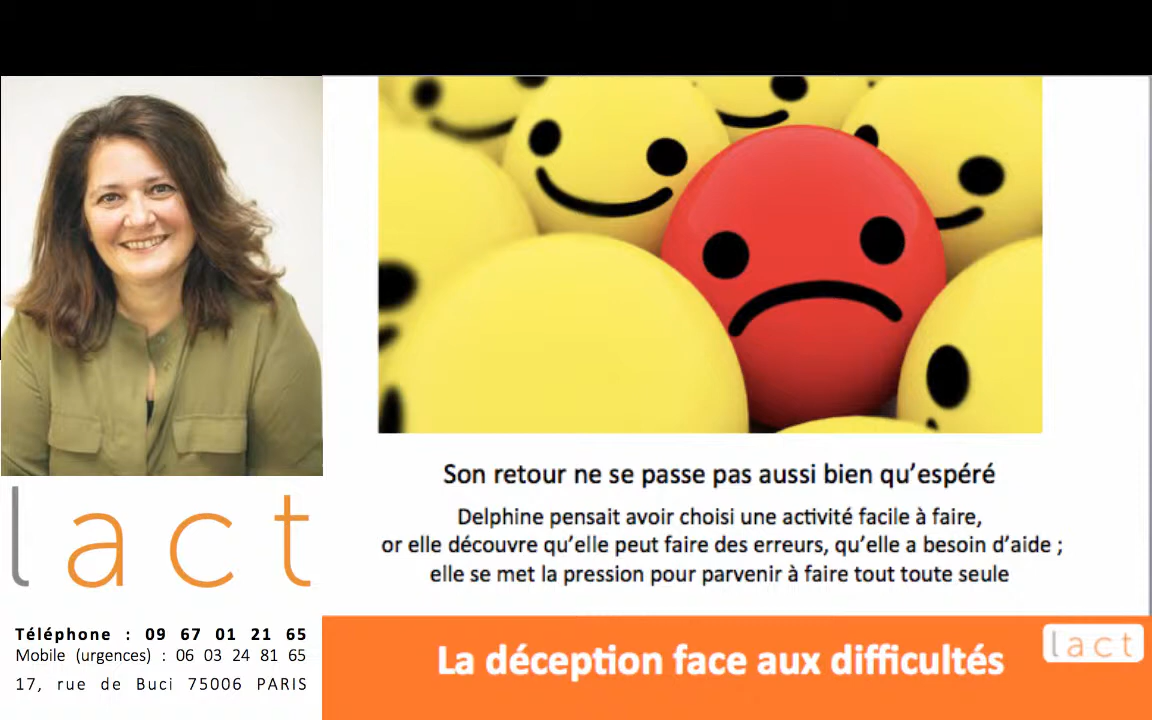 lact
Téléphone : 09 67 01 21 65
Mobile (urgences) : 06 03 24 81 65
17, rue de Buci 75006 PARIS
Son retour ne se passe pas aussi bien qu’espéré
Delphine pensait avoir choisi une activité facile à faire,
or elle découvre qu’elle peut faire des erreurs, qu’elle a besoin d’aide ;
elle se met la pression pour parvenir à faire tout toute seule
La déception face aux difficultés
lact